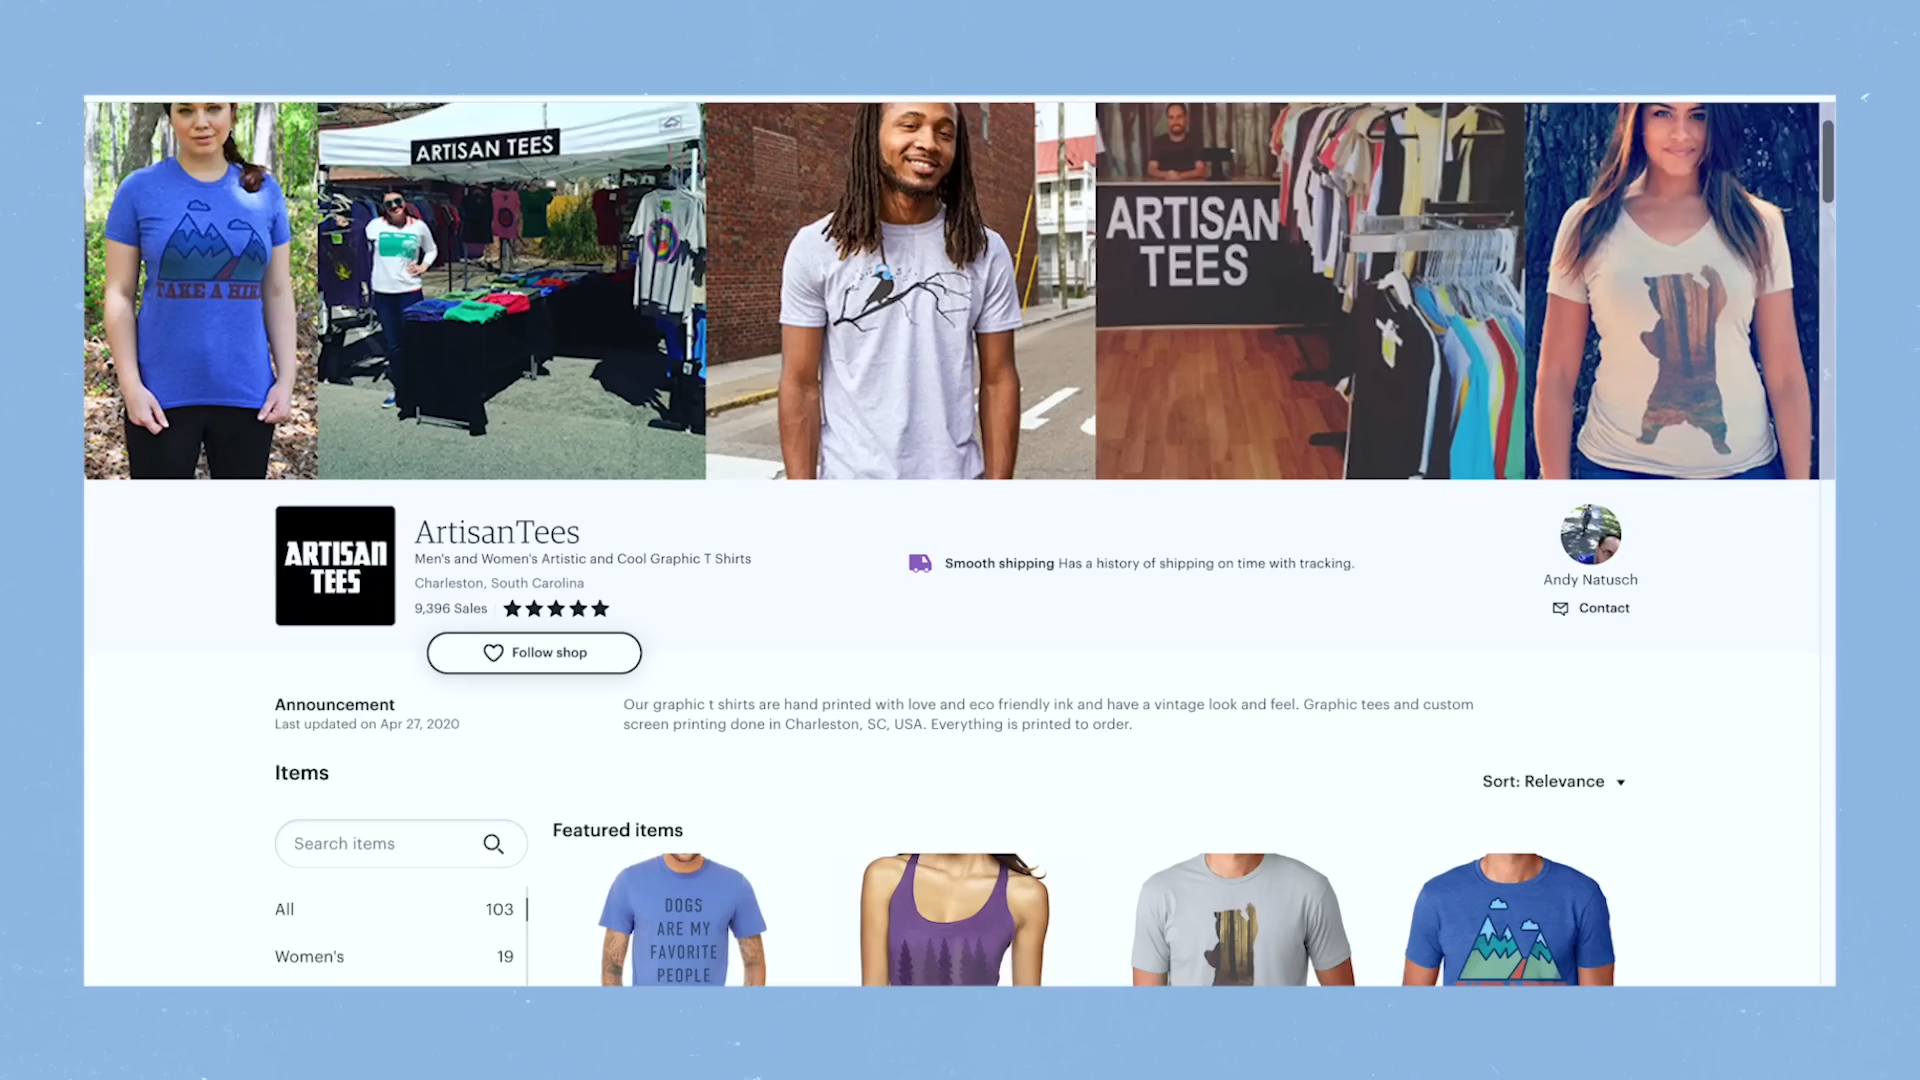 TAKE A HIK
ARTISAN TEES
ARTISAN
TEES
ARTISAN
TEES
ArtisanTees
Men's and Women's Artistic and Cool Graphic T Shirts
Charleston, South Carolina
9,396 Sales
Follow shop
Smooth shipping Has a history of shipping on time with tracking.
Andy Natusch
Contact
Announcement
Last updated on Apr 27, 2020
Our graphic t shirts are hand printed with love and eco friendly ink and have a vintage look and feel. Graphic tees and custom
screen printing done in Charleston, SC, USA. Everything is printed to order.
Items
Sort: Relevance
Search items
Featured items
All 103
Women's 19
DOGS
ARE MY
FAVORITE
PEOPLE